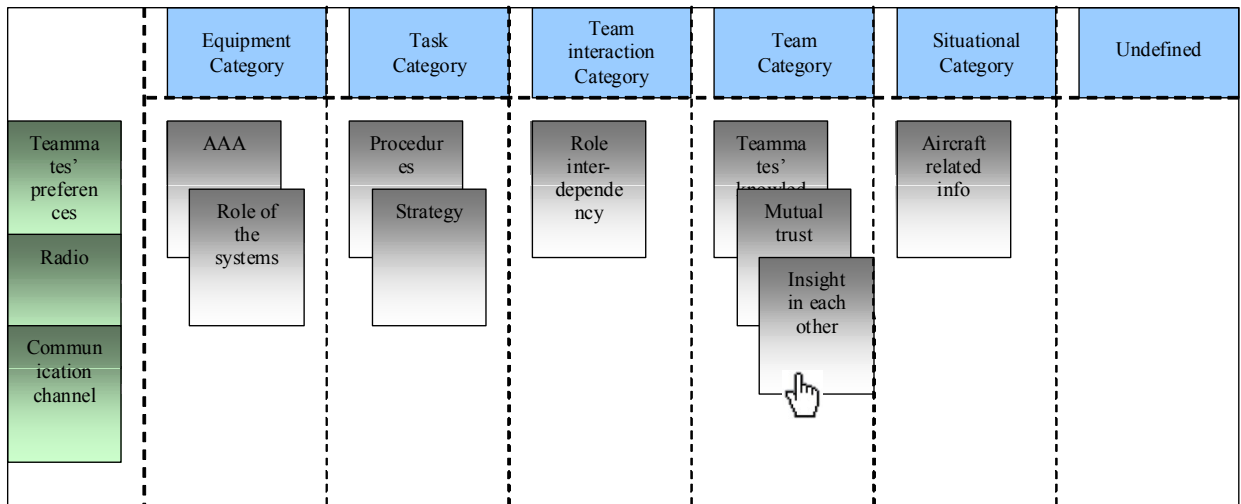 Equipment
Category
Task
Category
Team
interaction
Category
Team
Category
Situational
Category
Undefined
Teamma
tes'
preferen
ces
Radio
Commun
ication
channel
AAA
Role of
the
systems
Procedur
es
Strategy
Role
inter-
depende
ncy
Teamma
tes'
knowled
Mutual
trust
Insight
in each
other
Aircraft
related
info